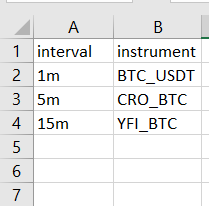 A B
1 interval instrument
2 1m BTC_USDT
3 5m CRO_BTC
4 15m YFI_BTC
5
6
7